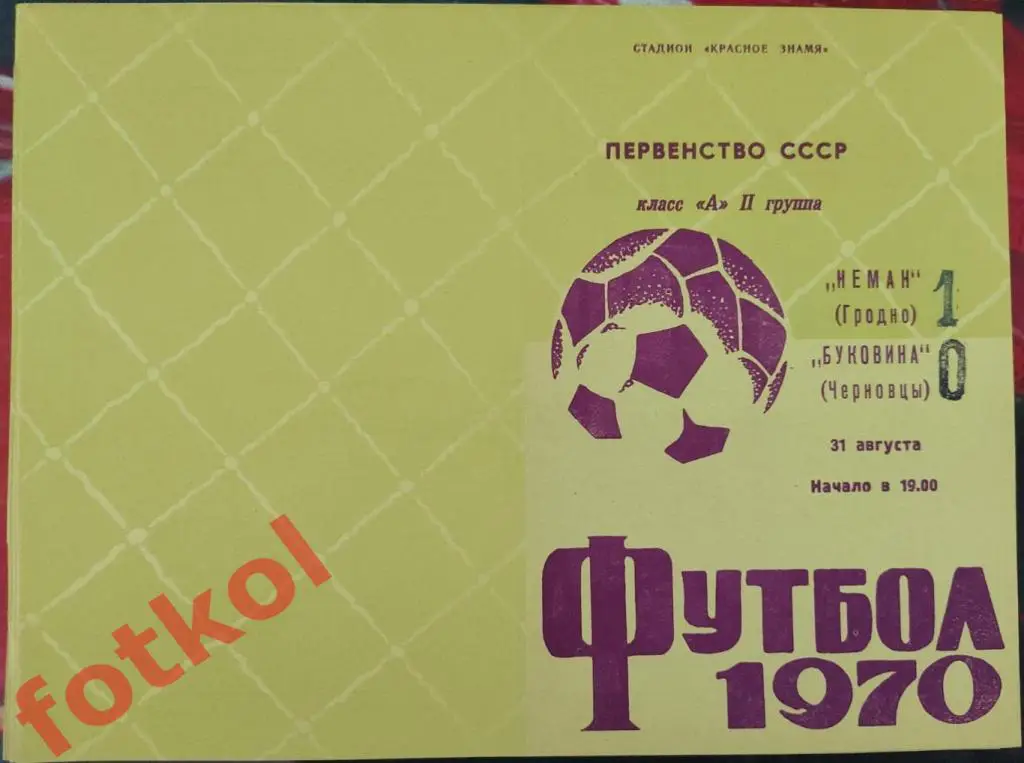 СТАДИОН «КРАСНОЕ ЗНАМЯ»
ПЕРВЕНСТВО СССР
класс «А» II группа
„НЕМАН“ 1
(Гродно)
„БУКОВИНА“ 0
(Черновцы)
31 августа
Начало в 19.00
ФУТБОЛ
1970
fotkol